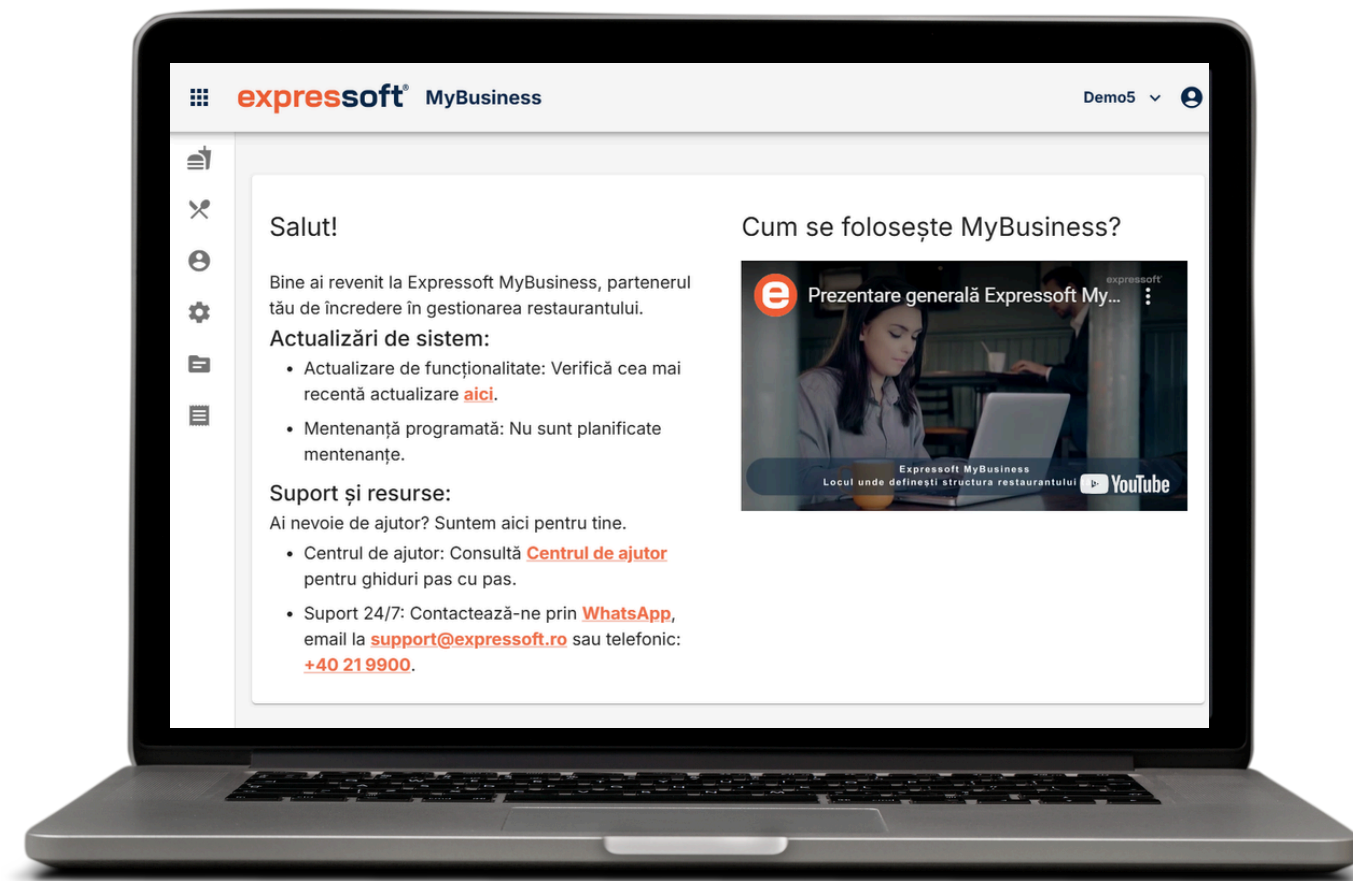 expressoft® MyBusiness
Demo5
Salut!
Bine ai revenit la Expressoft MyBusiness, partenerul
tău de încredere în gestionarea restaurantului.
Actualizări de sistem:
• Actualizare de funcționalitate: Verifică cea mai
recentă actualizare aici.
• Mentenanță programată: Nu sunt planificate
mentenanțe.
Suport și resurse:
Ai nevoie de ajutor? Suntem aici pentru tine.
• Centrul de ajutor: Consultă Centrul de ajutor
pentru ghiduri pas cu pas.
• Suport 24/7: Contactează-ne prin WhatsApp,
email la support@expressoft.ro sau telefonic:
+40 21 9900.
Cum se folosește MyBusiness?
expressoft
e Prezentare generală Expressoft My...
Expressoft MyBusiness
Locul unde definești structura restaurantului
YouTube